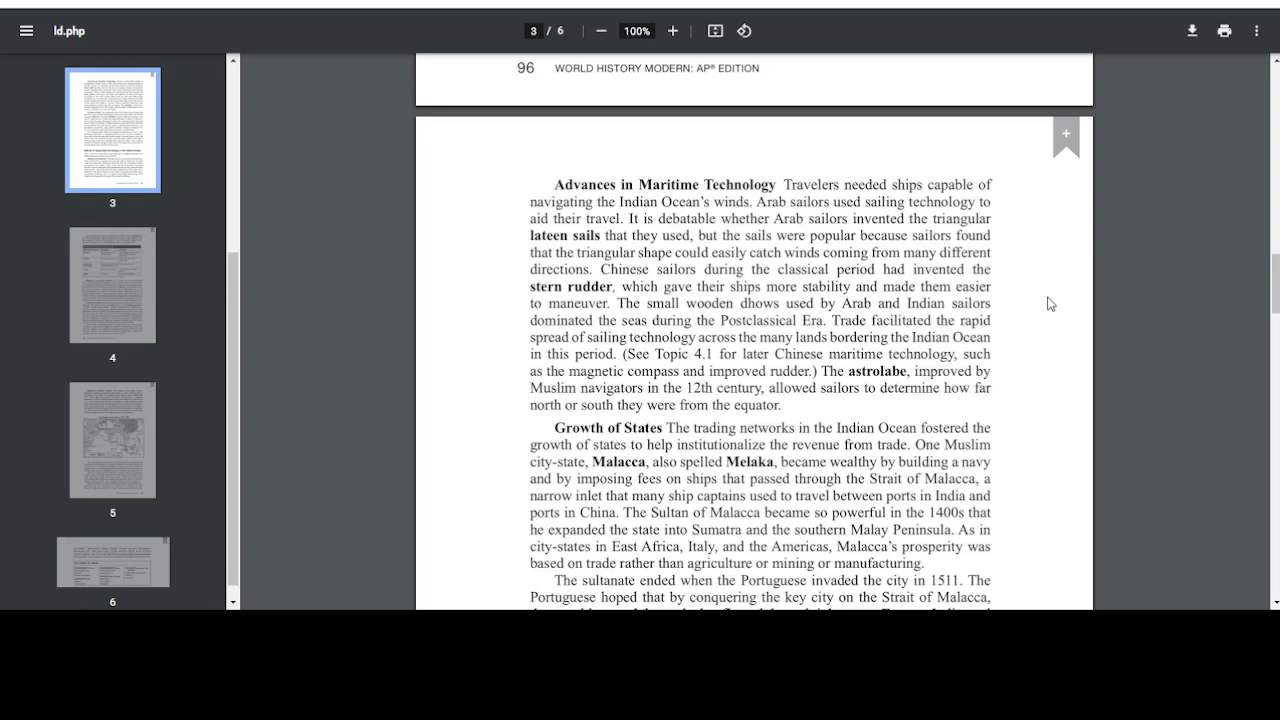 ld.php
3 / 6
100%
96 WORLD HISTORY MODERN: AP® EDITION
Advances in Maritime Technology Travelers needed ships capable of
navigating the Indian Ocean's winds. Arab sailors used sailing technology to
aid their travel. It is debatable whether Arab sailors invented the triangular
lateen sails that they used, but the sails were popular because sailors found
that the triangular shape could easily catch winds coming from many different
directions. Chinese sailors during the classical period had invented the
stern rudder, which gave their ships more stability and made them easier
to maneuver. The small wooden dhows used by Arab and Indian sailors
dominated the seas during the Postclassical Era. Trade facilitated the rapid
spread of sailing technology across the many lands bordering the Indian Ocean
in this period. (See Topic 4.1 for later Chinese maritime technology, such
as the magnetic compass and improved rudder.) The astrolabe, improved by
Muslim navigators in the 12th century, allowed sailors to determine how far
north or south they were from the equator.
Growth of States The trading networks in the Indian Ocean fostered the
growth of states to help institutionalize the revenue from trade. One Muslim
city-state, Malacca, also spelled Melaka, became wealthy by building a navy
and by imposing fees on ships that passed through the Strait of Malacca, a
narrow inlet that many ship captains used to travel between ports in India and
ports in China. The Sultan of Malacca became so powerful in the 1400s that
he expanded the state into Sumatra and the southern Malay Peninsula. As in
city-states in East Africa, Italy, and the Americas, Malacca's prosperity was
based on trade rather than agriculture or mining or manufacturing.
The sultanate ended when the Portuguese invaded the city in 1511. The
Portuguese hoped that by conquering the key city on the Strait of Malacca,
3
4
5
6